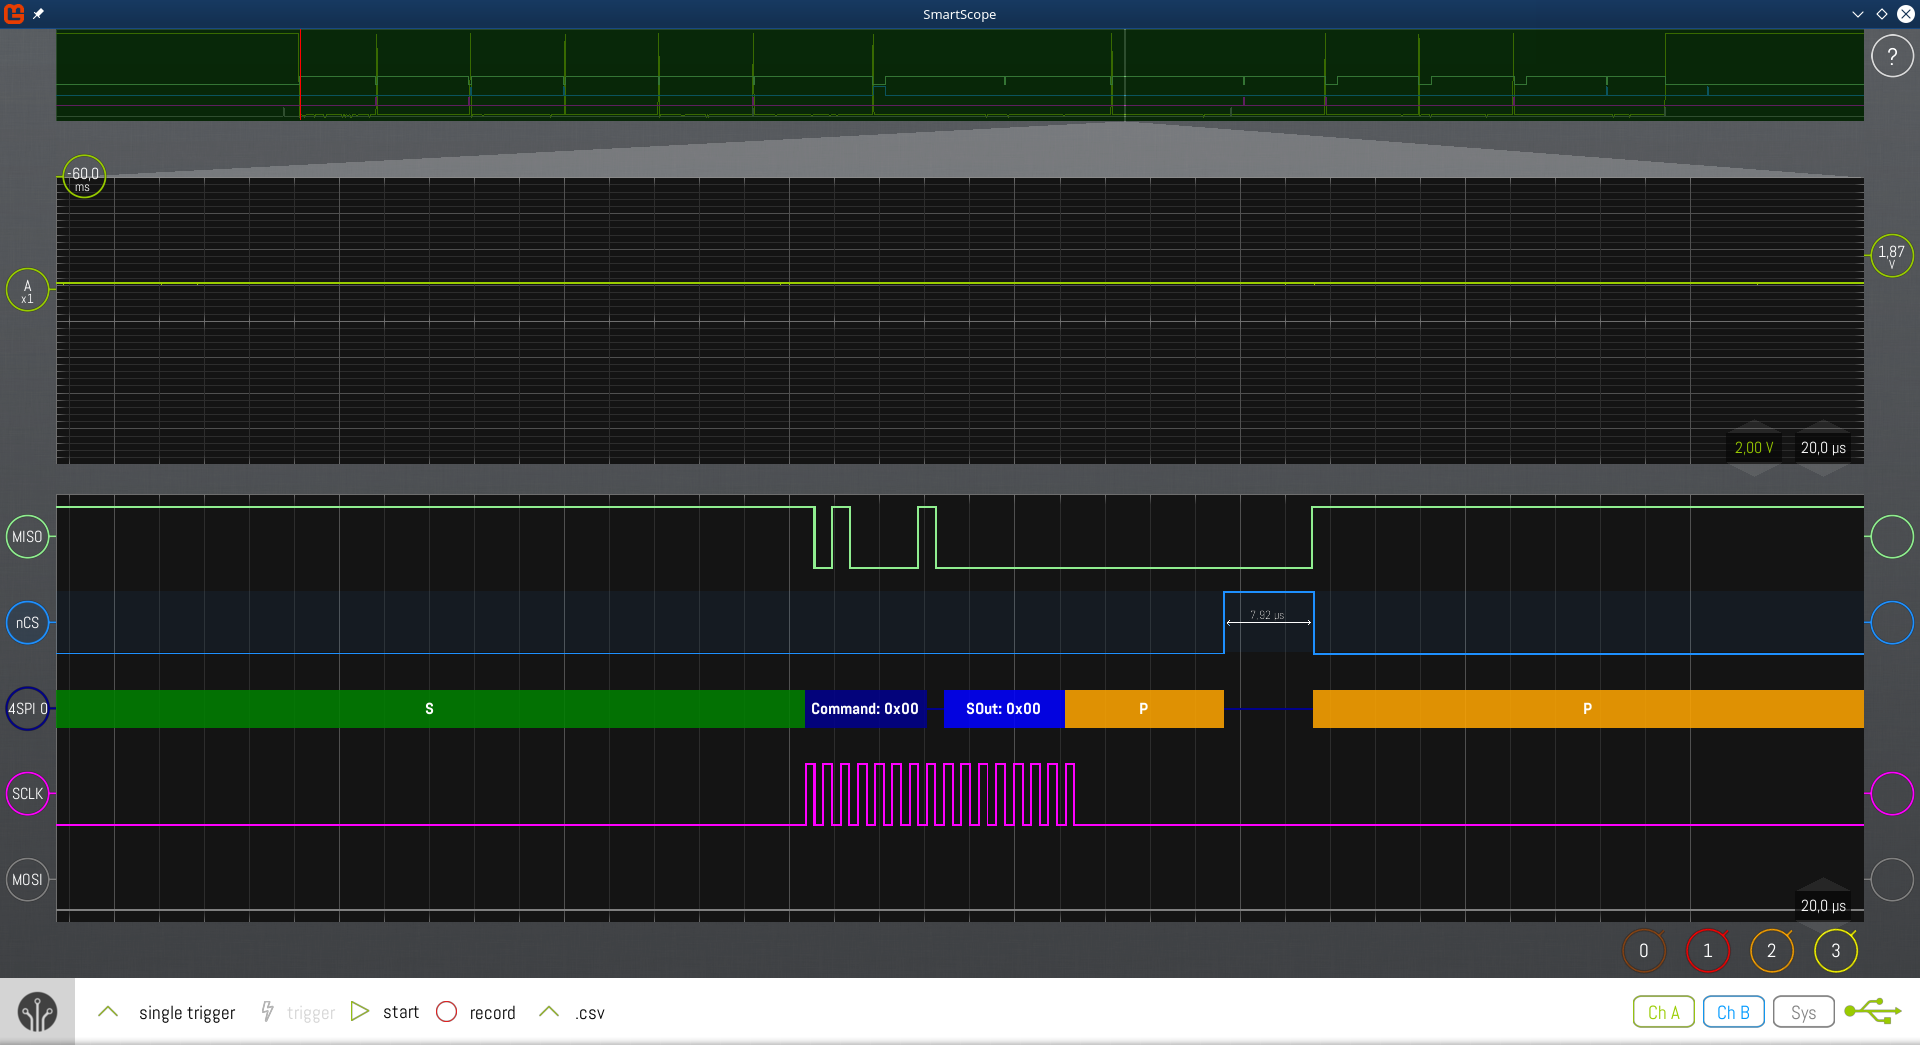 SmartScope
?
-60,0
ms
1,87
V
A
x1
2,00 V
20,0 µs
MISO
nCS
7.92 µs
4SPI 0
S
Command: 0x00
SOut: 0x00
P
P
SCLK
MOSI
20,0 µs
0
1
2
3
single trigger
trigger
start
record
.csv
Ch A
Ch B
Sys